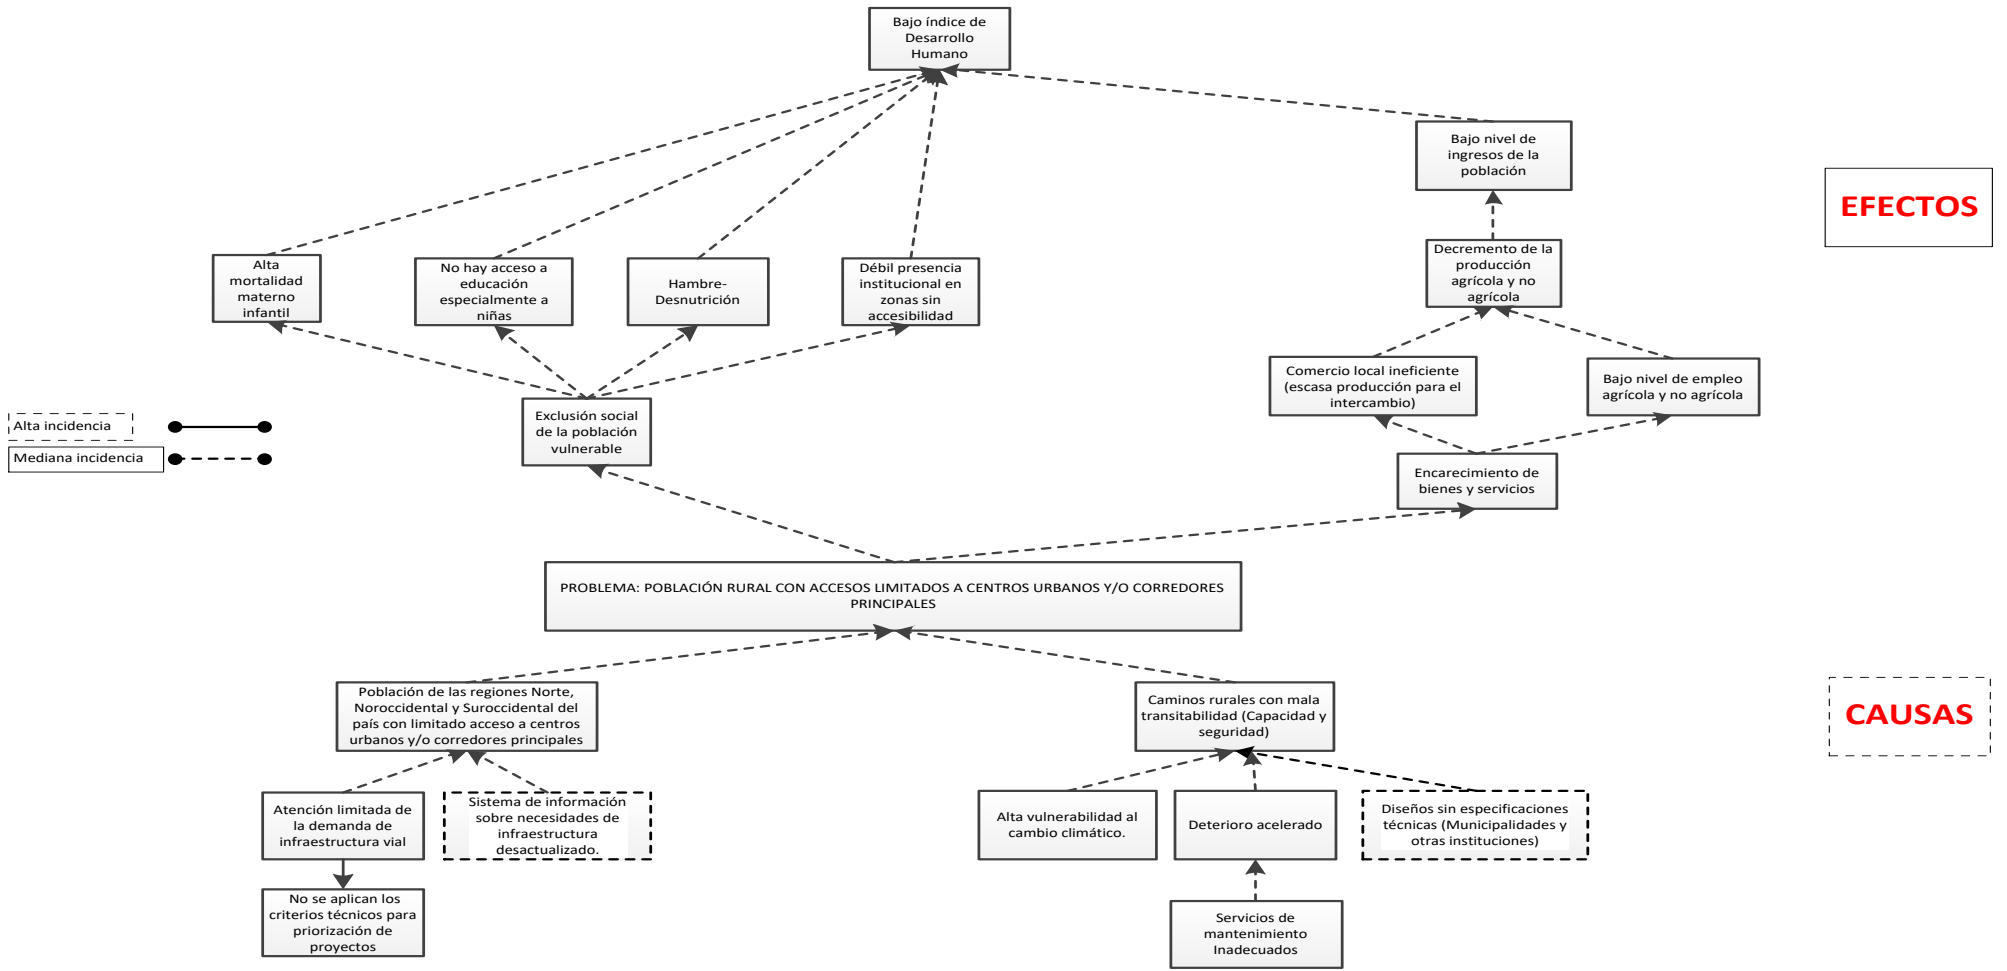 Bajo índice de
Desarrollo
Humano
Bajo nivel de
ingresos de la
población
EFECTOS
Alta
mortalidad
materno
infantil
No hay acceso a
educación
especialmente a
niñas
Hambre-
Desnutrición
Débil presencia
institucional en
zonas sin
accesibilidad
Decremento de la
producción
agrícola y no
agrícola
Comercio local ineficiente
(escasa producción para el
intercambio)
Bajo nivel de empleo
agrícola y no agrícola
Alta incidencia
Mediana incidencia
Exclusión social
de la población
vulnerable
Encarecimiento de
bienes y servicios
PROBLEMA: POBLACIÓN RURAL CON ACCESOS LIMITADOS A CENTROS URBANOS Y/O CORREDORES
PRINCIPALES
Población de las regiones Norte,
Noroccidental y Suroccidental del
país con limitado acceso a centros
urbanos y/o corredores principales
Caminos rurales con mala
transitabilidad (Capacidad y
seguridad)
CAUSAS
Atención limitada de
la demanda de
infraestructura vial
Sistema de información
sobre necesidades de
infraestructura
desactualizado.
Alta vulnerabilidad al
cambio climático.
Deterioro acelerado
Diseños sin especificaciones
técnicas (Municipalidades y
otras instituciones)
No se aplican los
criterios técnicos para
priorización de
proyectos
Servicios de
mantenimiento
Inadecuados